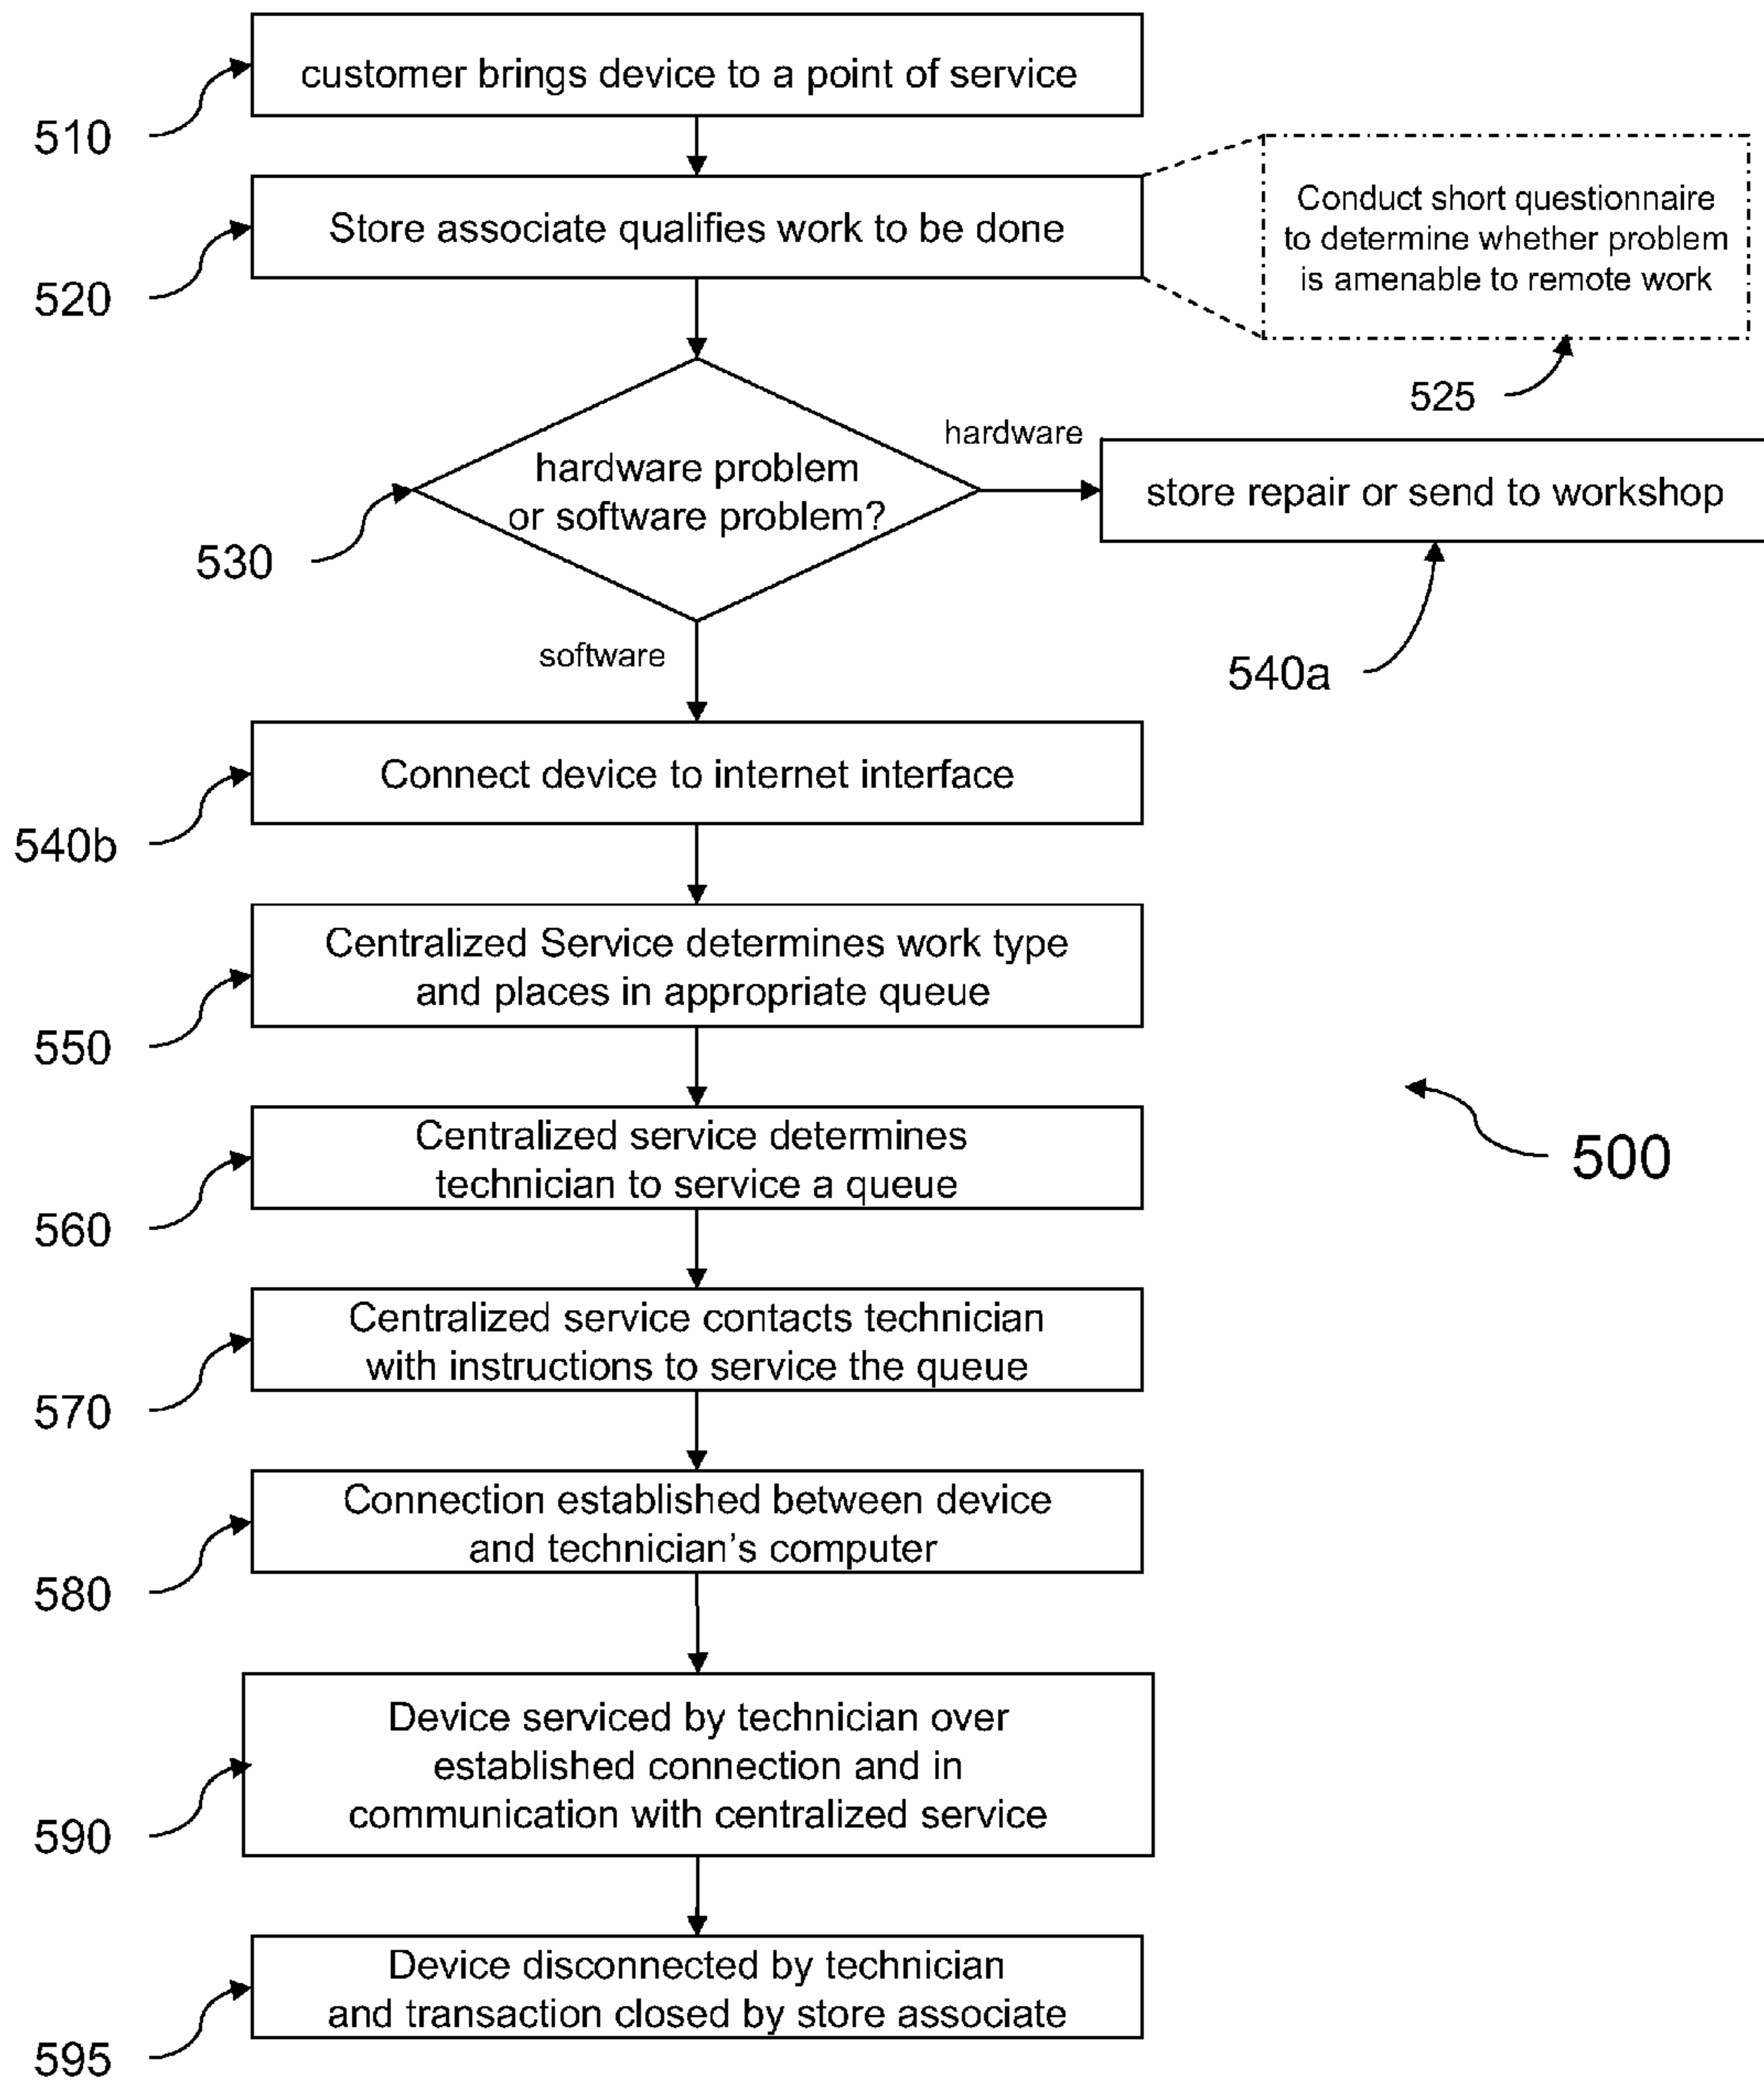 customer brings device to a point of service
510
Store associate qualifies work to be done
520
Conduct short questionnaire
to determine whether problem
is amenable to remote work
525
hardware problem
or software problem?
530
hardware
store repair or send to workshop
540a
software
Connect device to internet interface
540b
Centralized Service determines work type
and places in appropriate queue
550
Centralized service determines
technician to service a queue
560
500
Centralized service contacts technician
with instructions to service the queue
570
Connection established between device
and technician's computer
580
Device serviced by technician over
established connection and in
communication with centralized service
590
Device disconnected by technician
and transaction closed by store associate
595